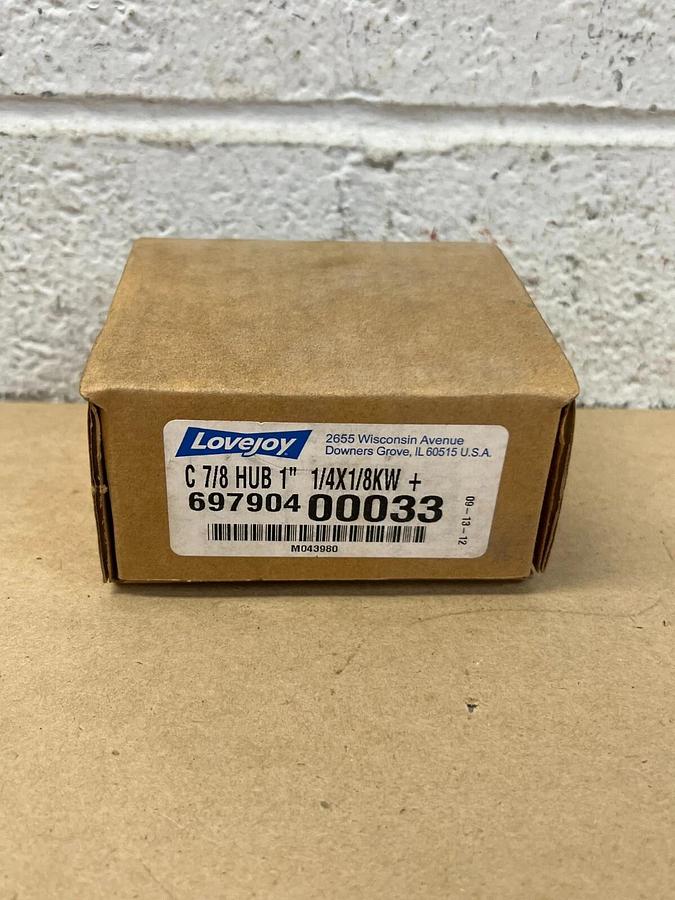 Lovejoy
2655 Wisconsin Avenue
Downers Grove, IL 60515 U.S.A.
C 7/8 HUB 1" 1/4X1/8KW +
697904 00033
M043980
09-13-12